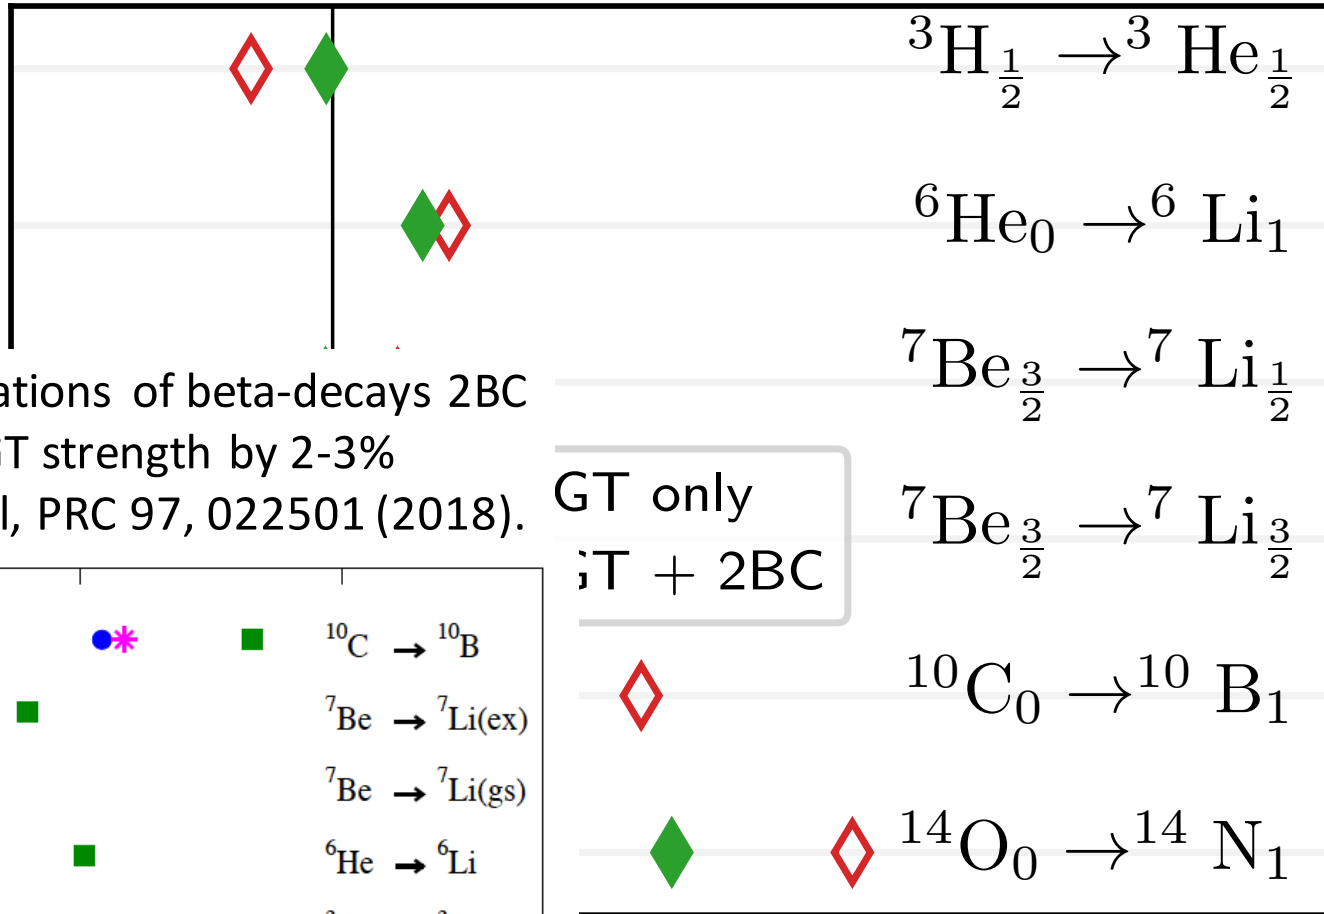 ³H½ →³ He½
⁶He₀ →⁶ Li₁
⁷Be3/2 →⁷ Li½
of beta-decays 2BC
strength by 2-3%
PRC 97, 022501 (2018).
GT only
+ 2BC
⁷Be3/2 →⁷ Li3/2
¹⁰C₀ →¹⁰ B₁
¹⁴O₀ →¹⁴ N₁
¹⁰C → ¹⁰B
⁷Be → ⁷Li(ex)
⁷Be → ⁷Li(gs)
⁶He → ⁶Li